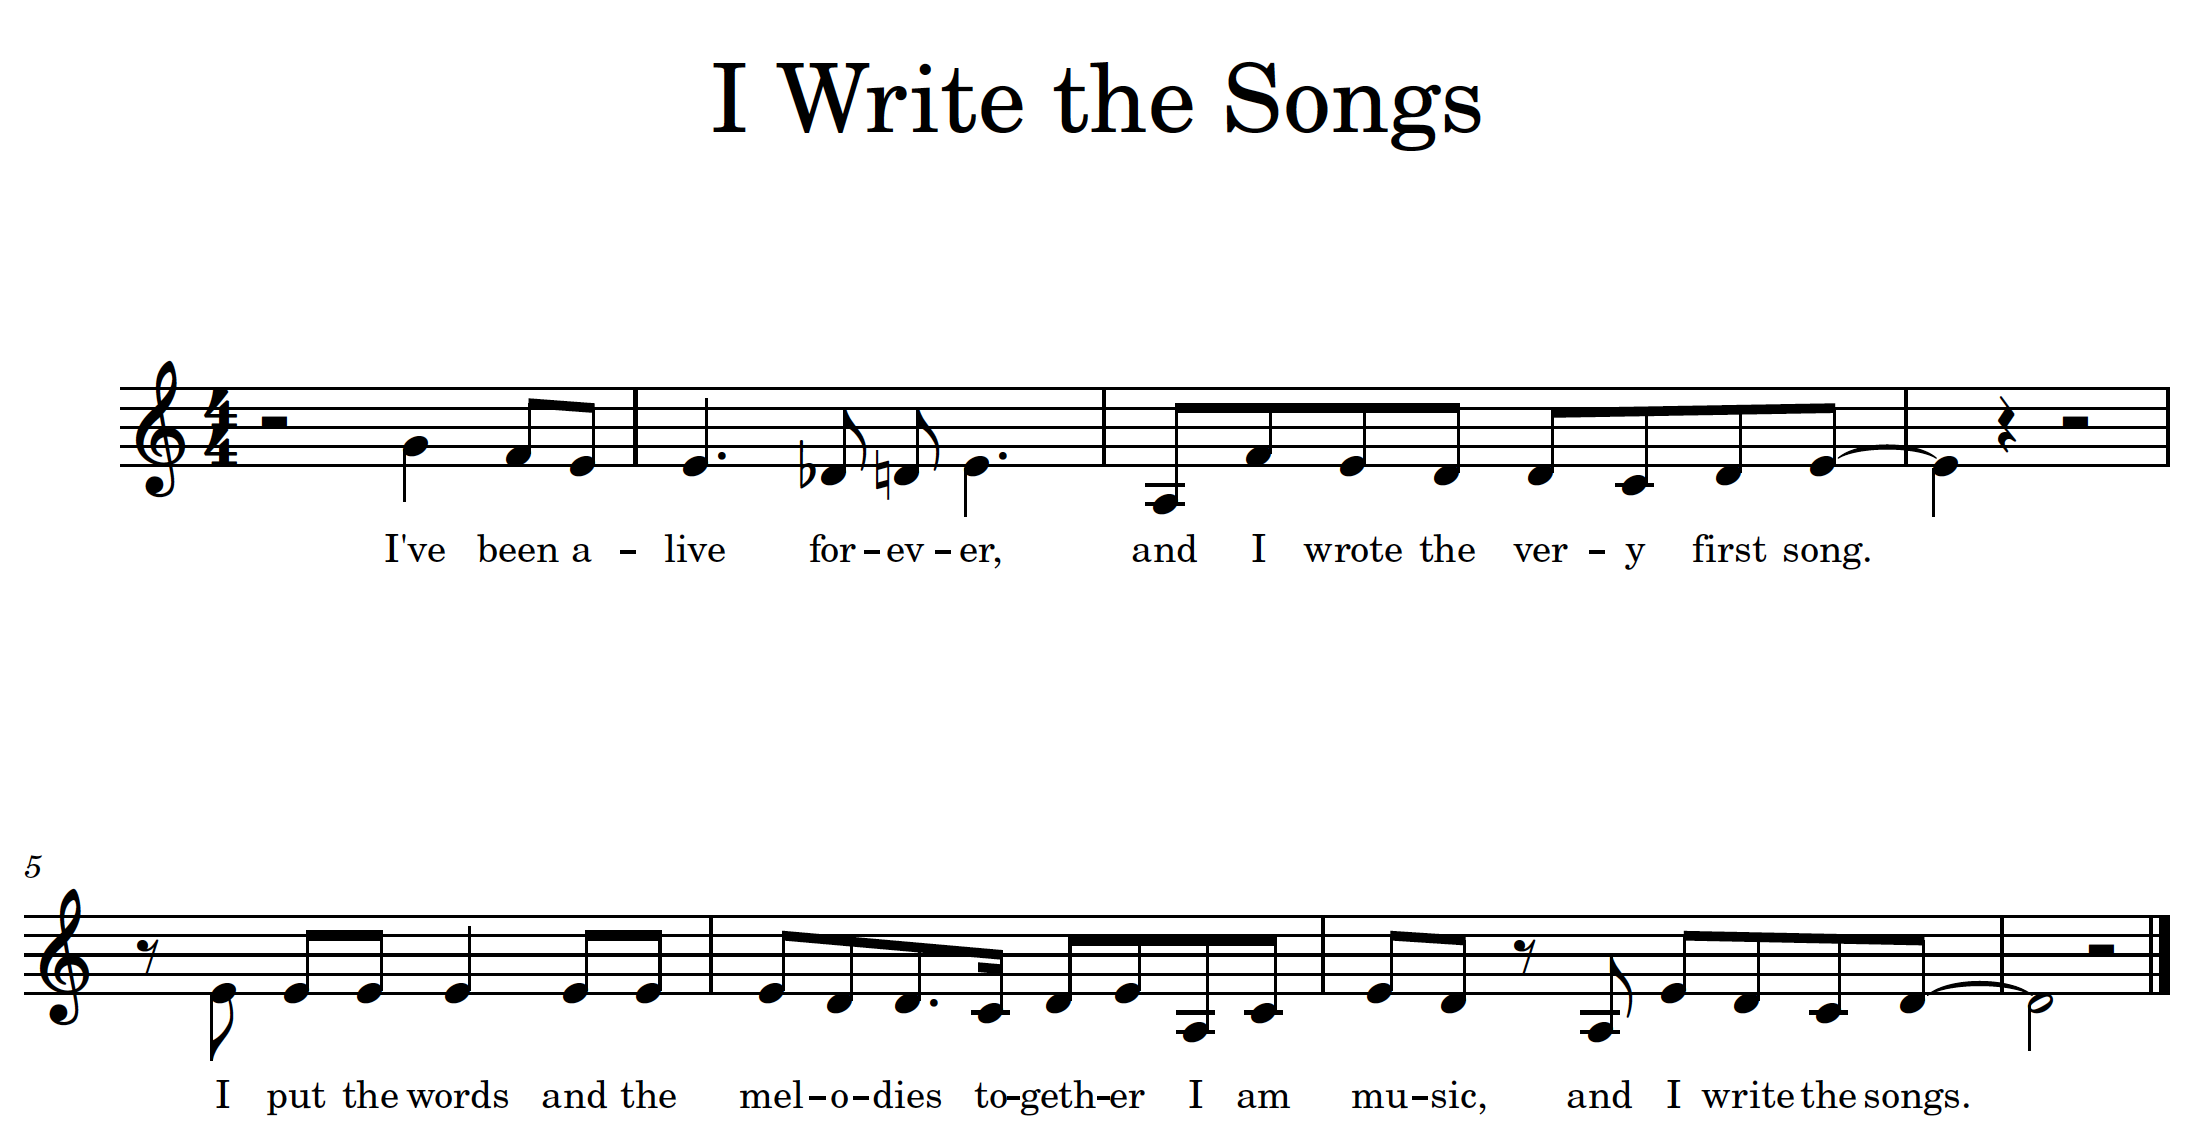 I Write the Songs
4
4
I've been a - live for - ev - er, and I wrote the ver - y first song.
5
I put the words and the mel - o - dies to - geth - er I am mu - sic, and I write the songs.